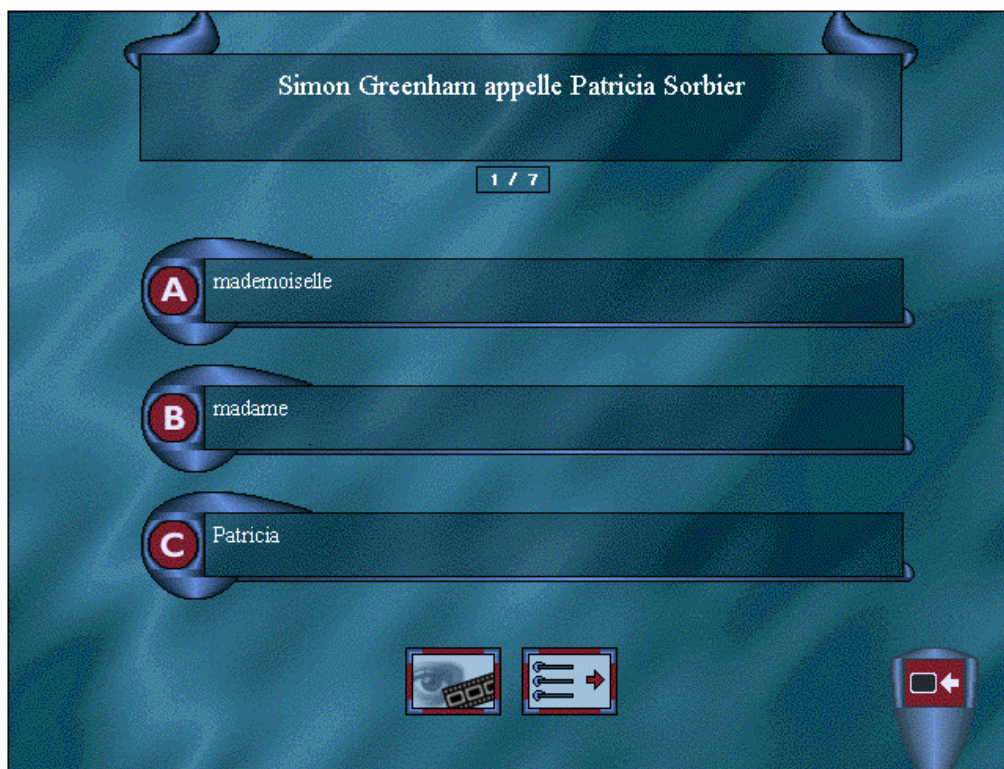 Simon Greenham appelle Patricia Sorbier
1 / 7
A
mademoiselle
B
madame
C
Patricia